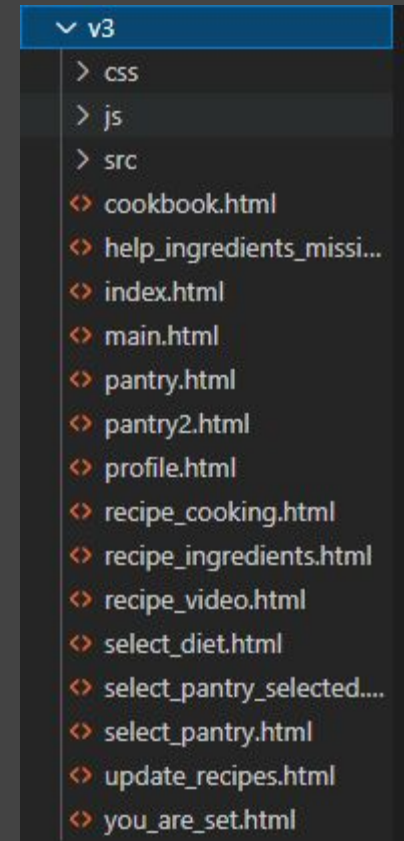 v3
css
js
src
cookbook.html
help_ingredients_missi...
index.html
main.html
pantry.html
pantry2.html
profile.html
recipe_cooking.html
recipe_ingredients.html
recipe_video.html
select_diet.html
select_pantry_selected....
select_pantry.html
update_recipes.html
you_are_set.html